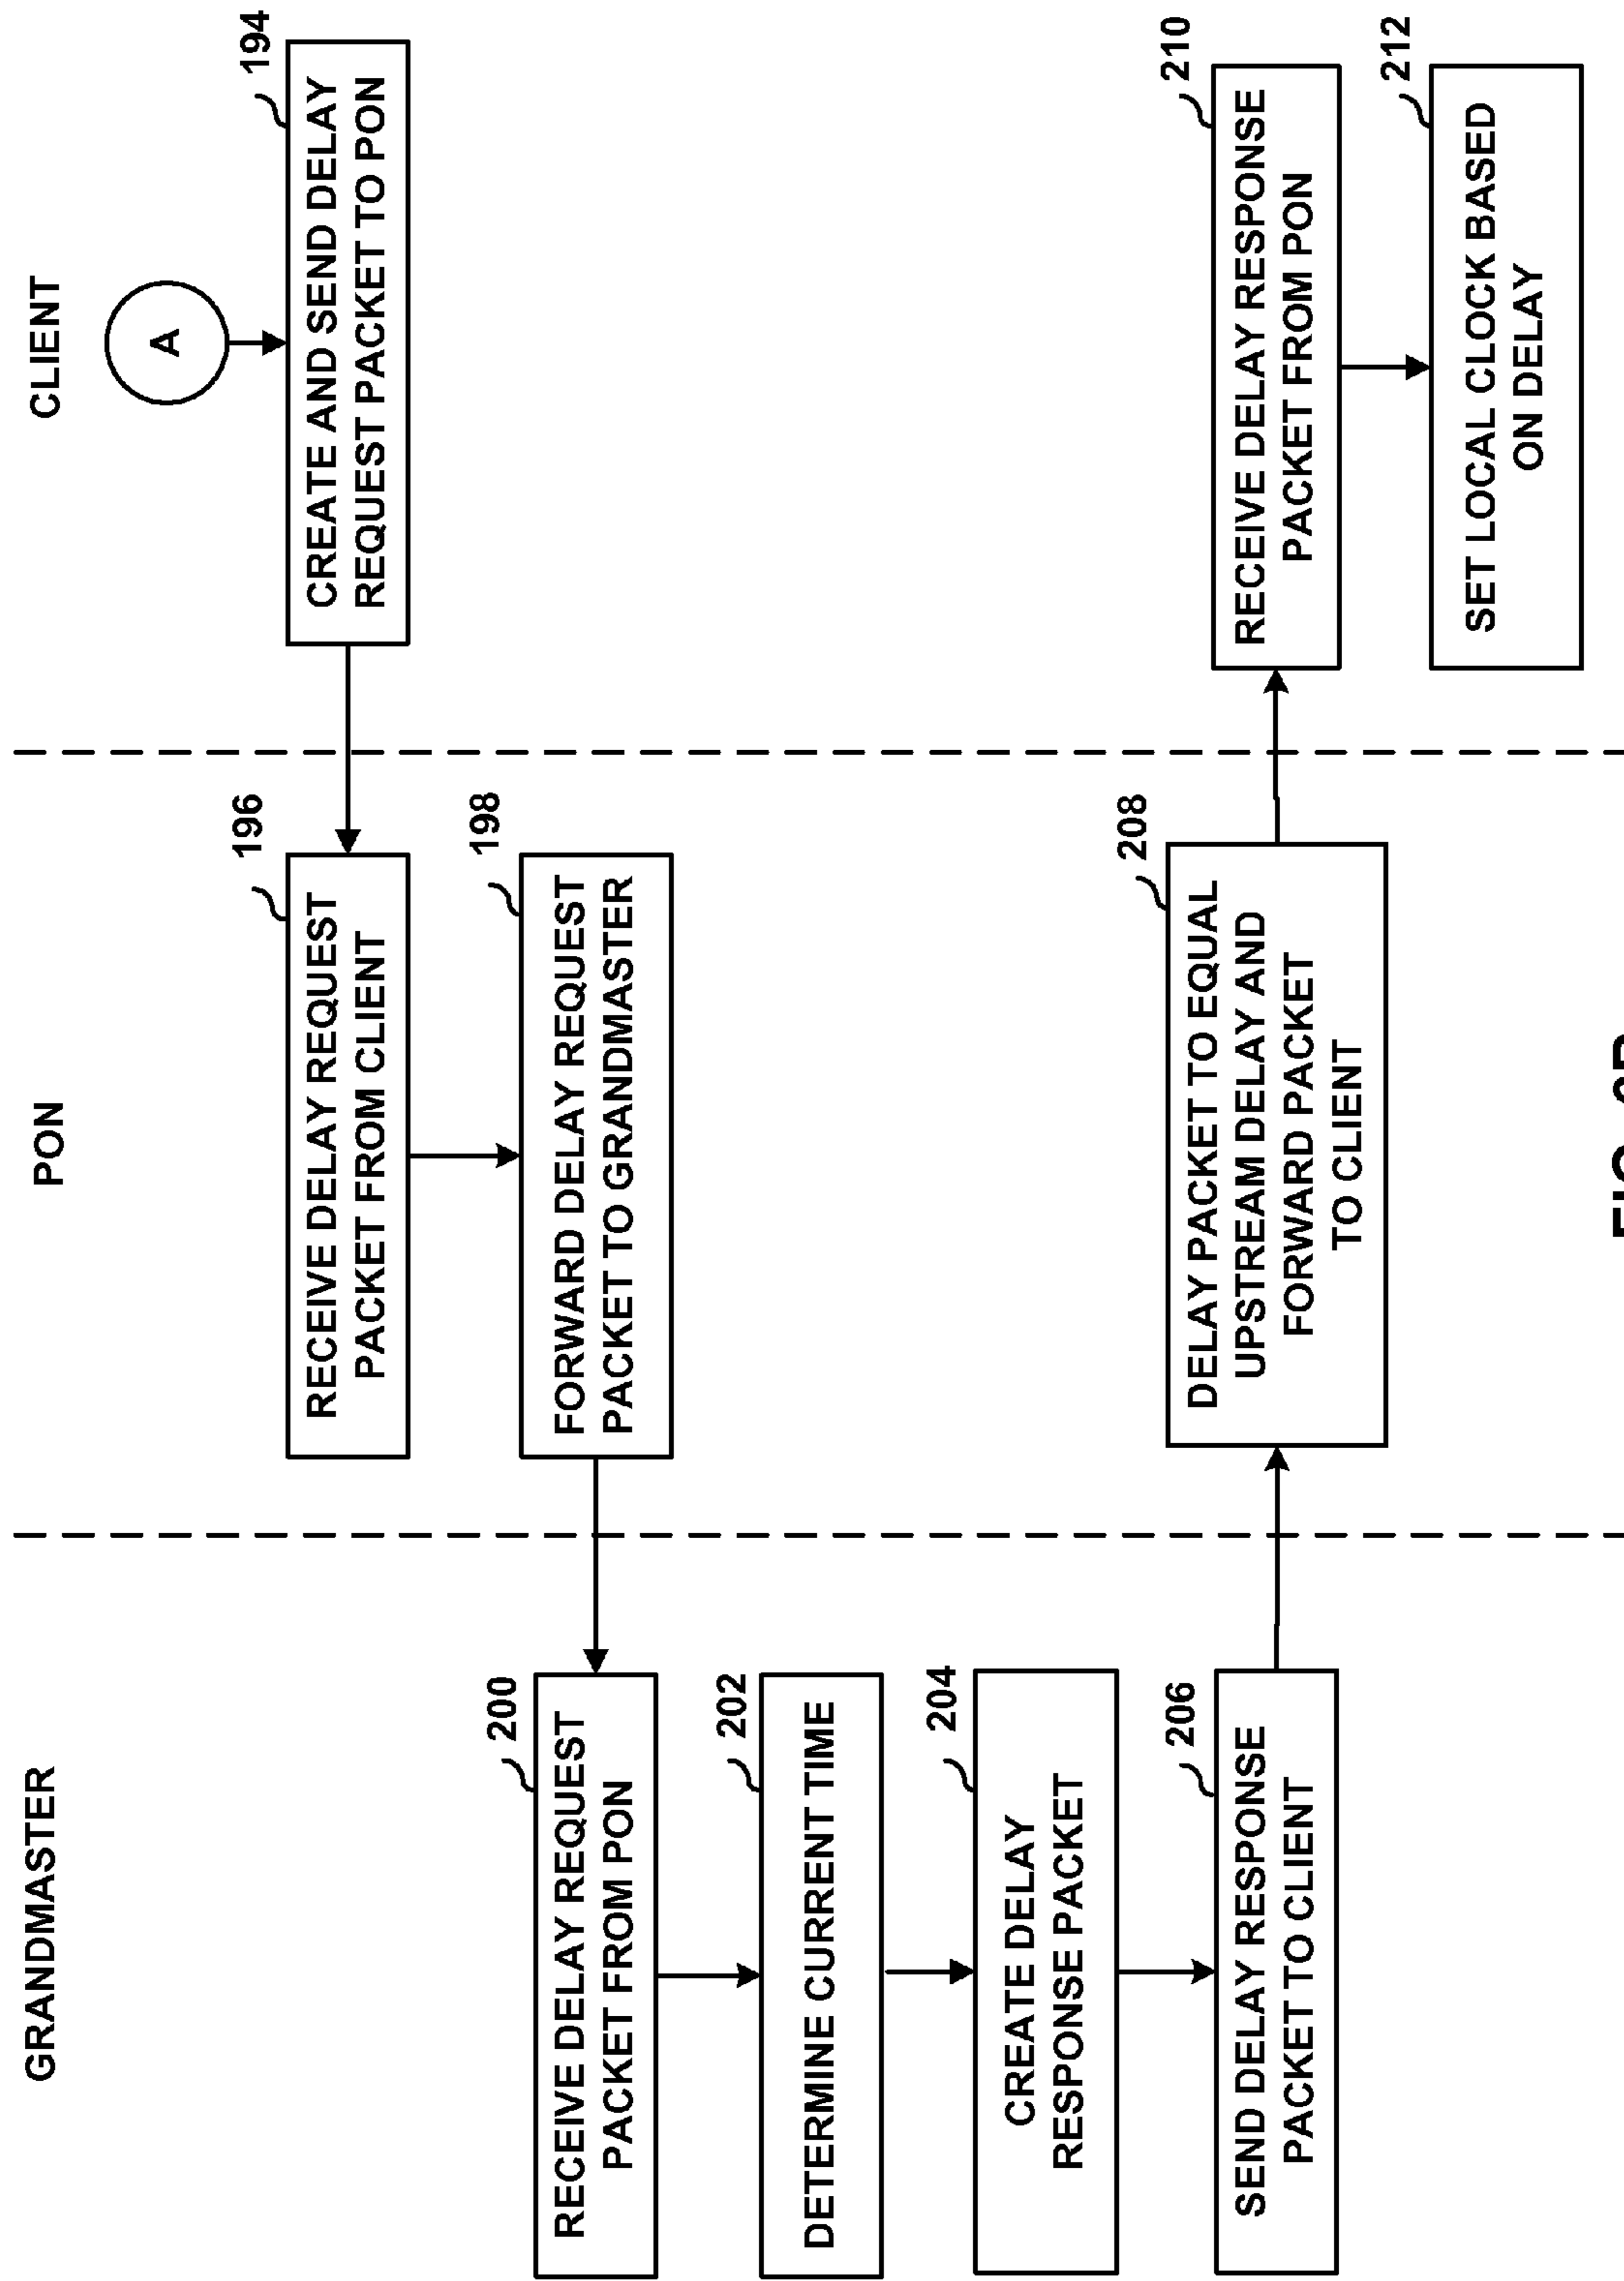 GRANDMASTER
PON
CLIENT
A
194
CREATE AND SEND DELAY
REQUEST PACKET TO PON
196
RECEIVE DELAY REQUEST
PACKET FROM CLIENT
198
FORWARD DELAY REQUEST
PACKET TO GRANDMASTER
200
RECEIVE DELAY REQUEST
PACKET FROM PON
202
DETERMINE CURRENT TIME
204
CREATE DELAY
RESPONSE PACKET
206
SEND DELAY RESPONSE
PACKET TO CLIENT
208
DELAY PACKET TO EQUAL
UPSTREAM DELAY AND
FORWARD PACKET
TO CLIENT
210
RECEIVE DELAY RESPONSE
PACKET FROM PON
212
SET LOCAL CLOCK BASED
ON DELAY